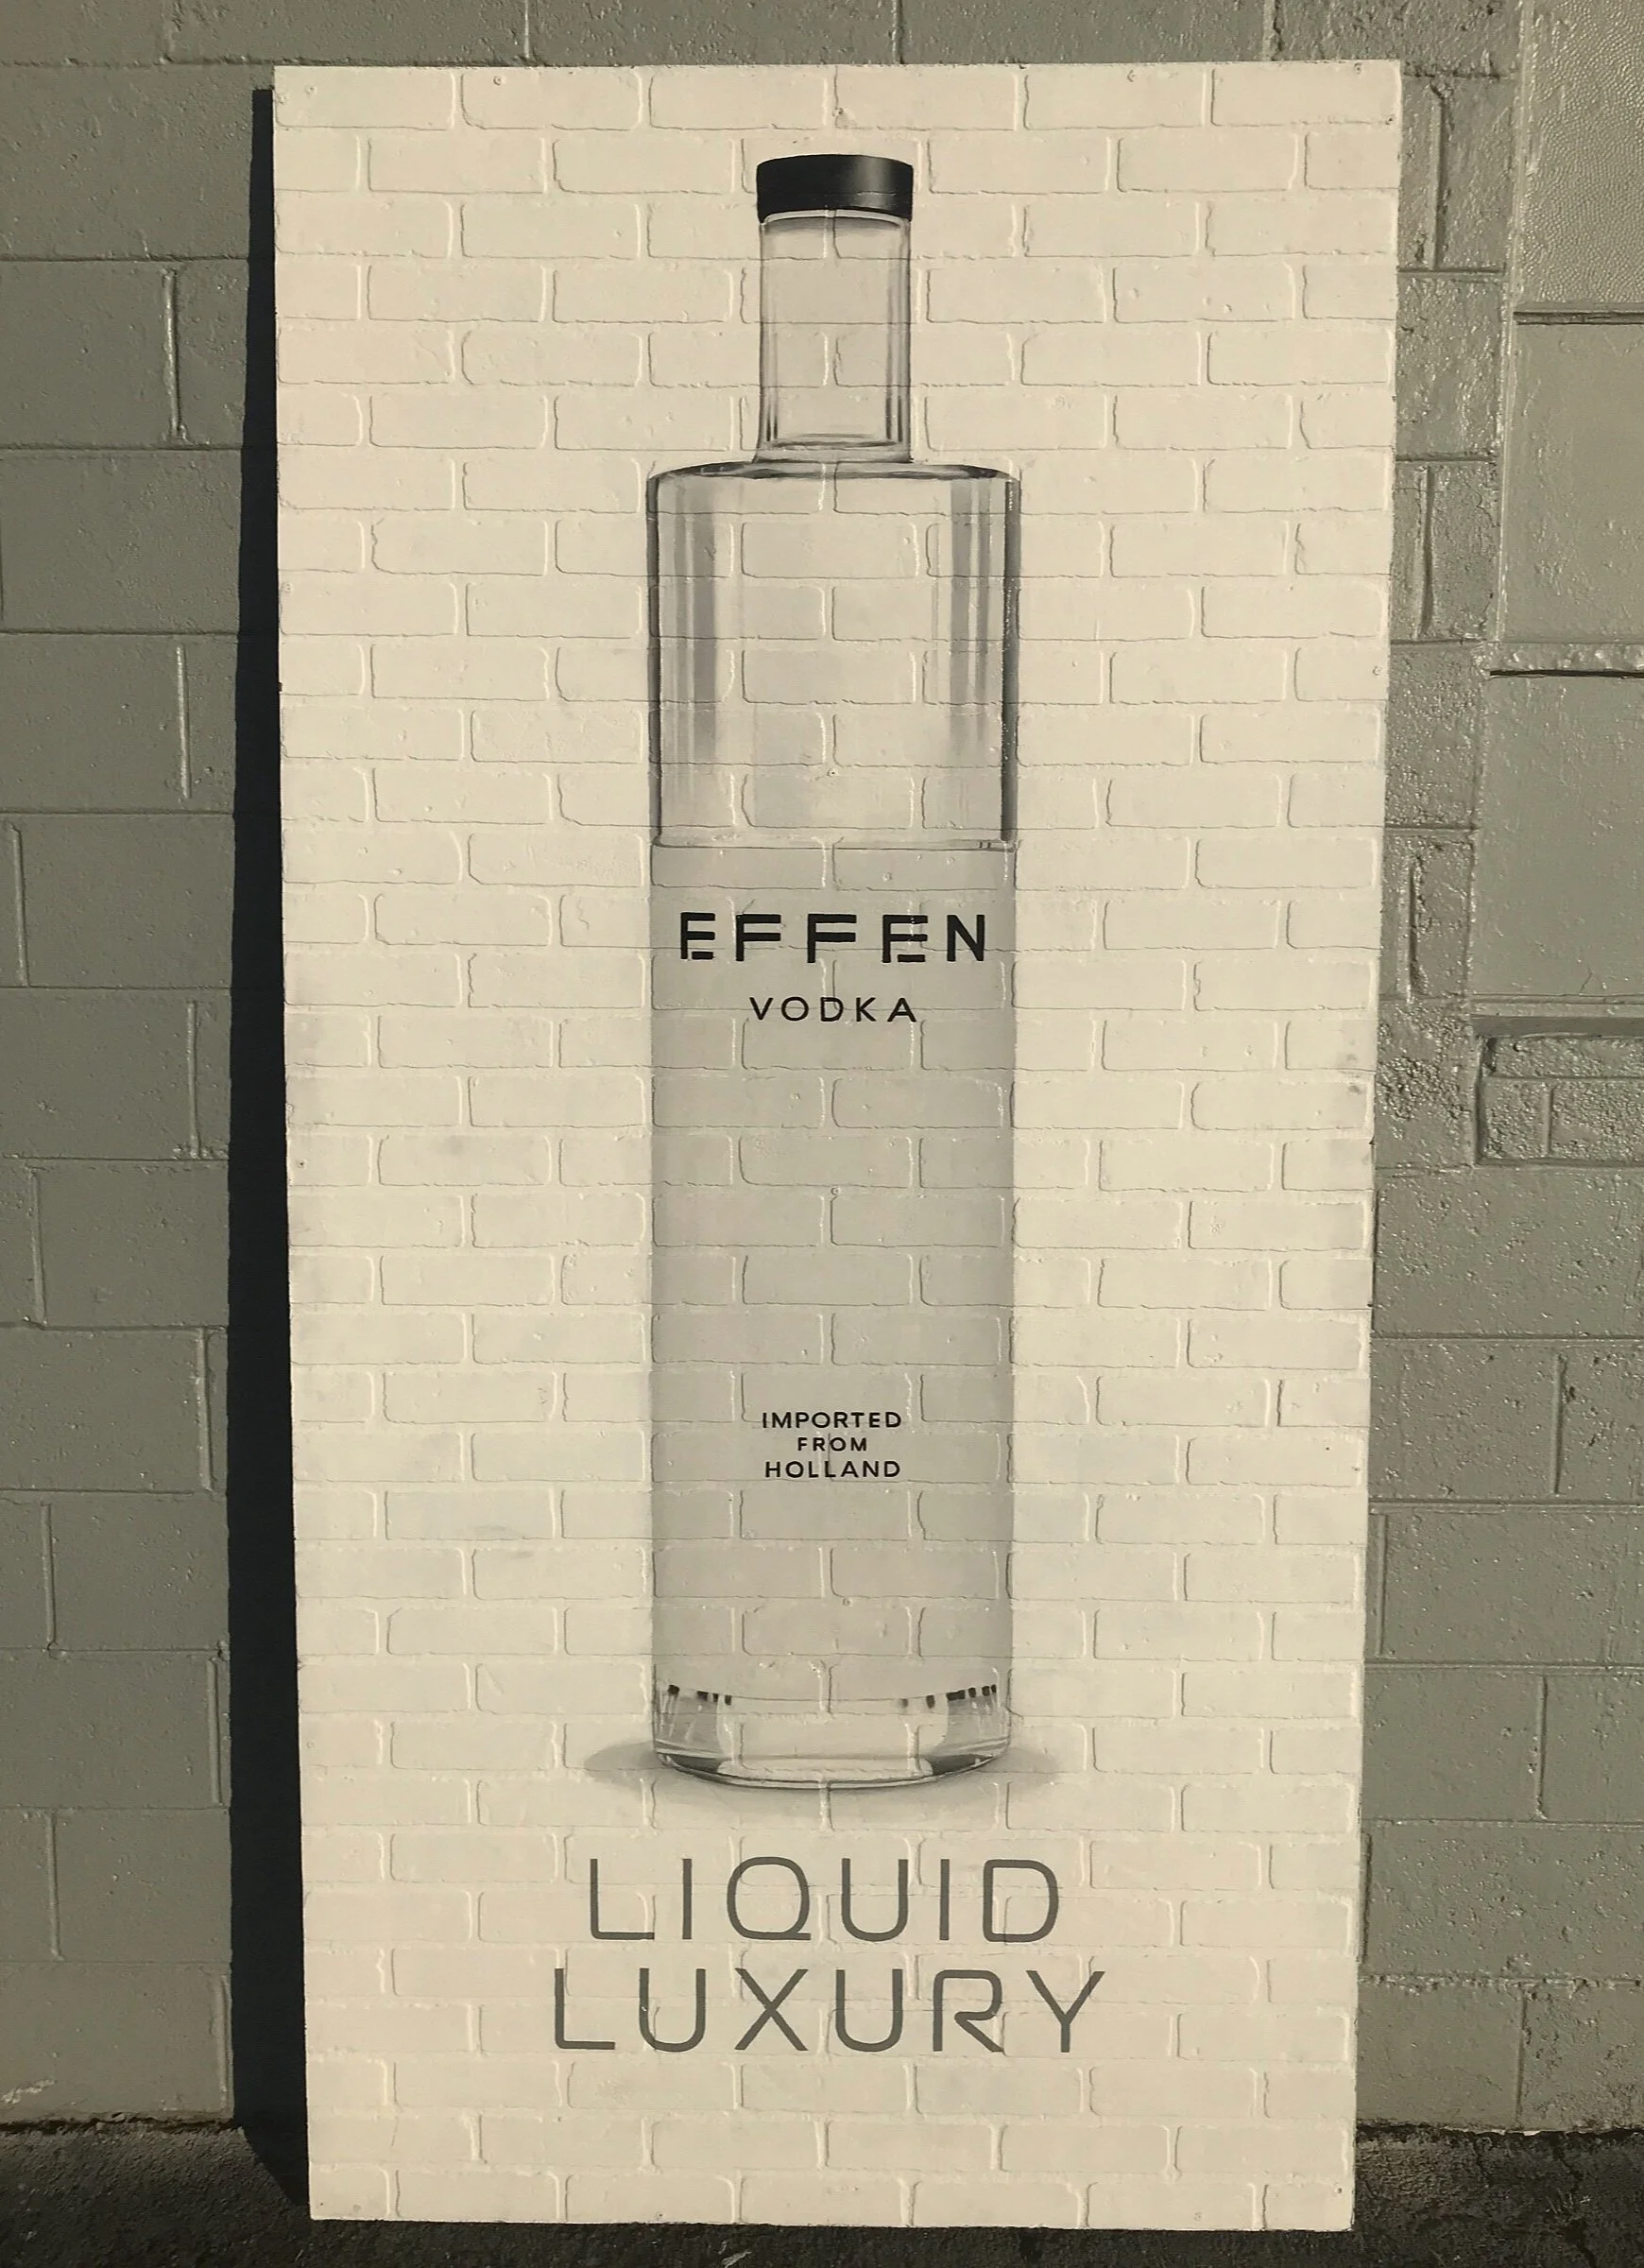 EFFEN
VODKA
IMPORTED
FROM
HOLLAND
LIQUID
LUXURY